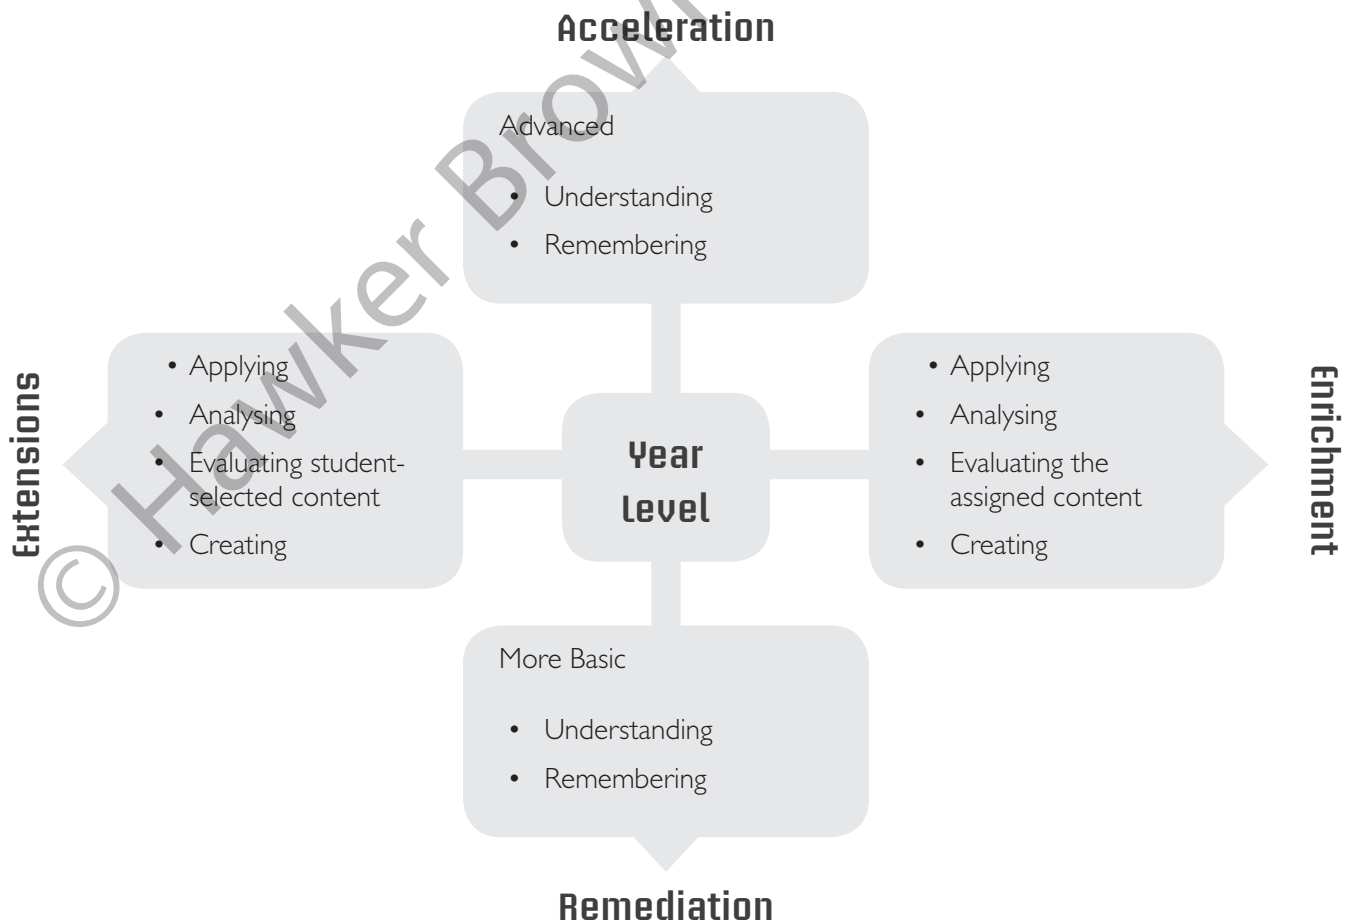 Acceleration
Advanced
• Understanding
• Remembering
Extensions
• Applying
• Analysing
• Evaluating student-
selected content
• Creating
Year
Level
• Applying
• Analysing
• Evaluating the
assigned content
• Creating
Enrichment
More Basic
• Understanding
• Remembering
Remediation
© Hawker